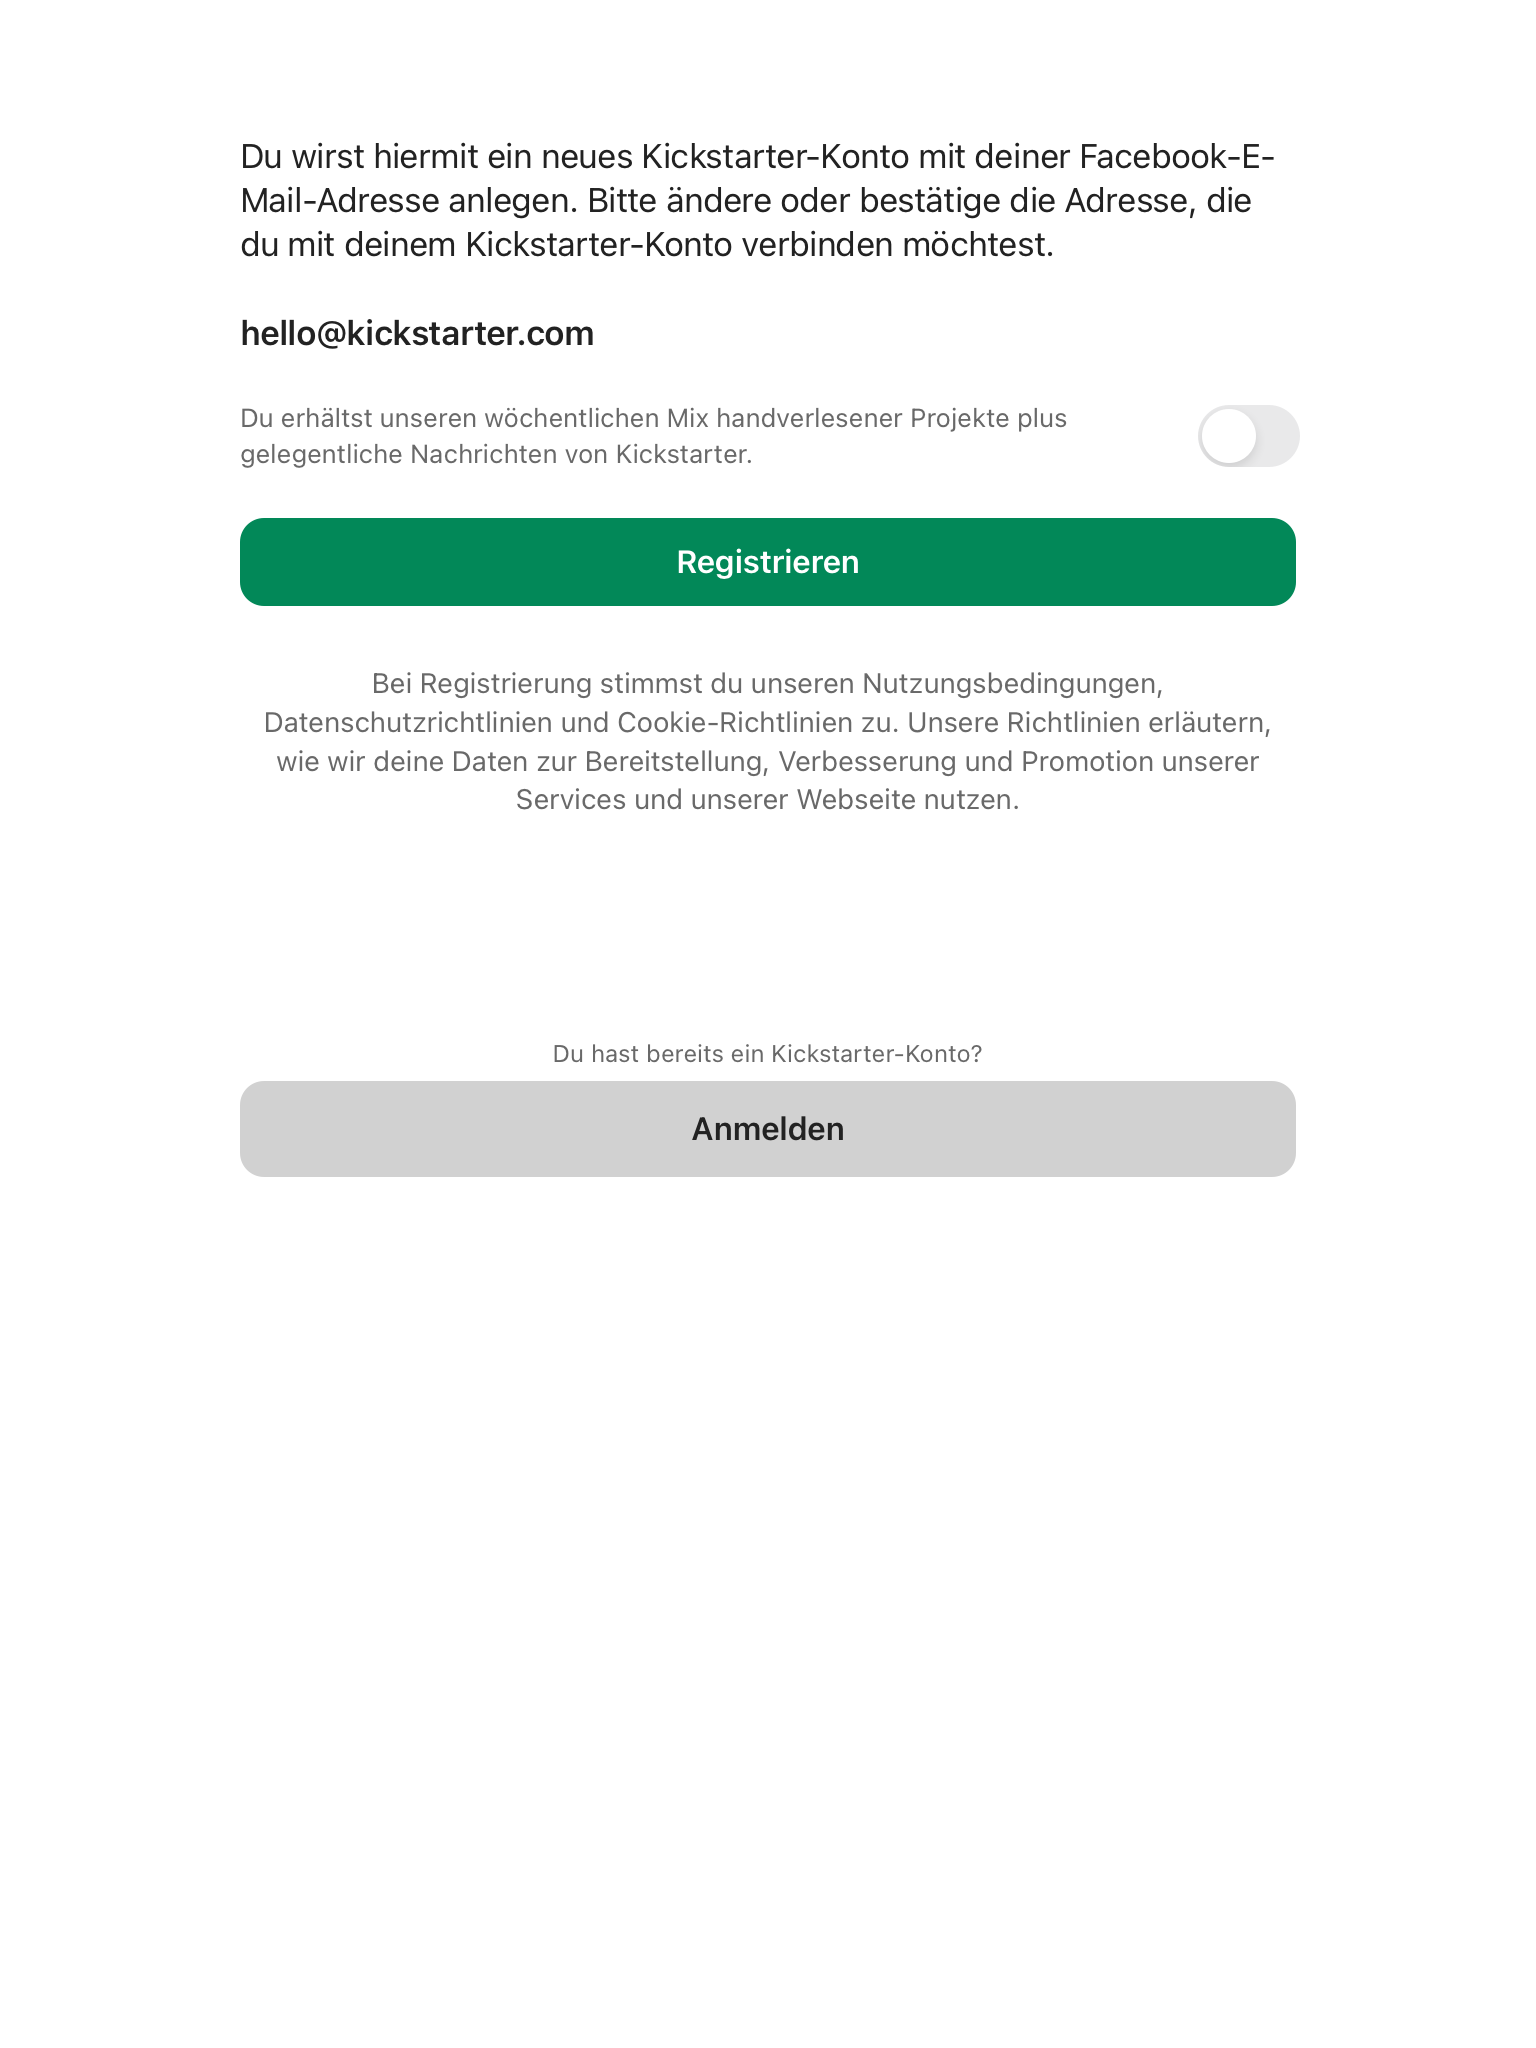 Du wirst hiermit ein neues Kickstarter-Konto mit deiner Facebook-E-
Mail-Adresse anlegen. Bitte ändere oder bestätige die Adresse, die
du mit deinem Kickstarter-Konto verbinden möchtest.
hello@kickstarter.com
Du erhältst unseren wöchentlichen Mix handverlesener Projekte plus
gelegentliche Nachrichten von Kickstarter.
Registrieren
Bei Registrierung stimmst du unseren Nutzungsbedingungen,
Datenschutzrichtlinien und Cookie-Richtlinien zu. Unsere Richtlinien erläutern,
wie wir deine Daten zur Bereitstellung, Verbesserung und Promotion unserer
Services und unserer Webseite nutzen.
Du hast bereits ein Kickstarter-Konto?
Anmelden